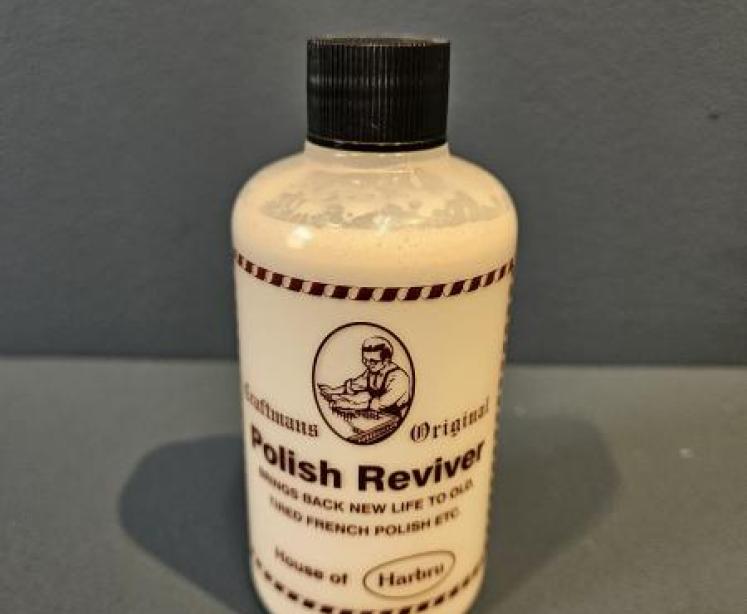 Craftmans Original
Polish Reviver
BRINGS BACK NEW LIFE TO OLD,
TIRED FRENCH POLISH ETC.
House of Harbru